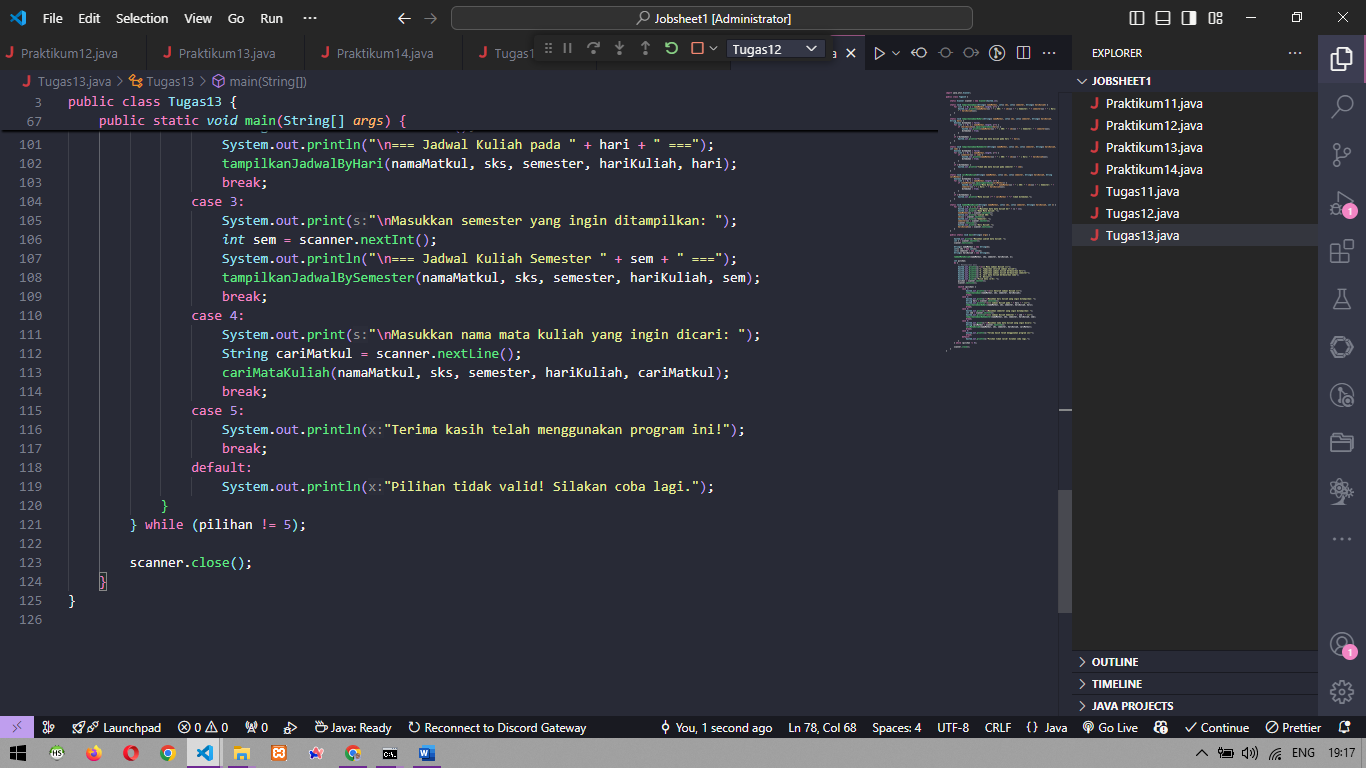 File Edit Selection View Go Run ··· Jobsheet1 [Administrator]
Praktikum12.java Praktikum13.java Praktikum14.java Tugas1 Tugas12 a
EXPLORER
Tugas13.java > Tugas13 > main(String[])
JOBSHEET1
3 public class Tugas13 {
67 public static void main(String[] args) {
101 System.out.println("\n=== Jadwal Kuliah pada " + hari + " ===");
102 tampilkanJadwalByHari(namaMatkul, sks, semester, hariKuliah, hari);
103 break;
104 case 3:
105 System.out.print(s:"\nMasukkan semester yang ingin ditampilkan: ");
106 int sem = scanner.nextInt();
107 System.out.println("\n=== Jadwal Kuliah Semester " + sem + " ===");
108 tampilkanJadwalBySemester(namaMatkul, sks, semester, hariKuliah, sem);
109 break;
110 case 4:
111 System.out.print(s:"\nMasukkan nama mata kuliah yang ingin dicari: ");
112 String cariMatkul = scanner.nextLine();
113 cariMataKuliah(namaMatkul, sks, semester, hariKuliah, cariMatkul);
114 break;
115 case 5:
116 System.out.println(x:"Terima kasih telah menggunakan program ini!");
117 break;
118 default:
119 System.out.println(x:"Pilihan tidak valid! Silakan coba lagi.");
120 }
121 } while (pilihan != 5);
122
123 scanner.close();
124 }
125 }
126
Praktikum11.java
Praktikum12.java
Praktikum13.java
Praktikum14.java
Tugas11.java
Tugas12.java
Tugas13.java
1
1
OUTLINE
TIMELINE
JAVA PROJECTS
Launchpad 0 0 0 Java: Ready Reconnect to Discord Gateway You, 1 second ago Ln 78, Col 68 Spaces: 4 UTF-8 CRLF {} Java Go Live Continue Prettier
ENG 19:17